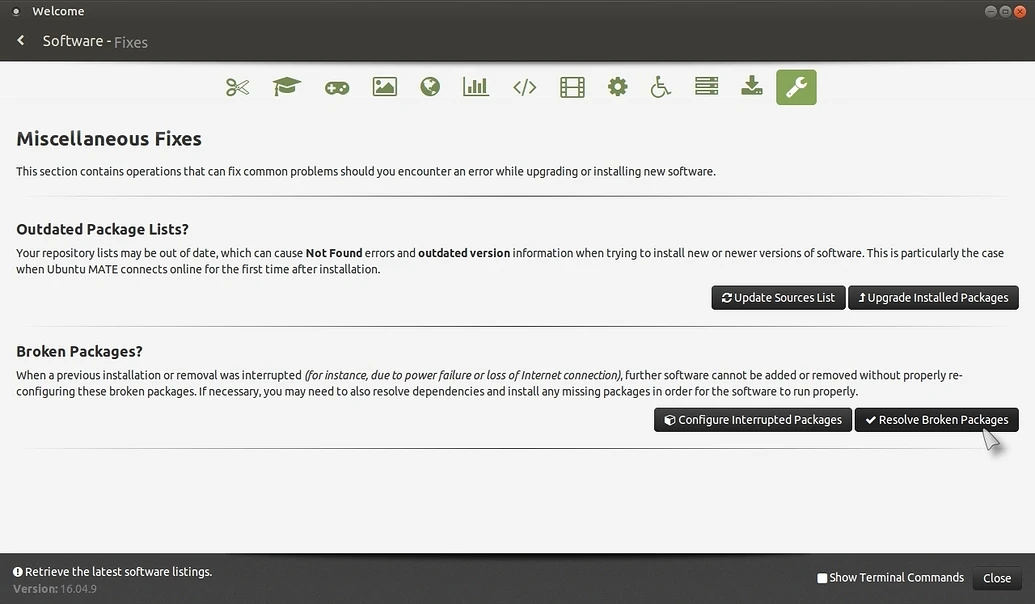 Welcome
Software - Fixes
Miscellaneous Fixes
This section contains operations that can fix common problems should you encounter an error while upgrading or installing new software.
Outdated Package Lists?
Your repository lists may be out of date, which can cause Not Found errors and outdated version information when trying to install new or newer versions of software. This is particularly the case
when Ubuntu MATE connects online for the first time after installation.
Update Sources List Upgrade Installed Packages
Broken Packages?
When a previous installation or removal was interrupted (for instance, due to power failure or loss of Internet connection), further software cannot be added or removed without properly re-
configuring these broken packages. If necessary, you may need to also resolve dependencies and install any missing packages in order for the software to run properly.
Configure Interrupted Packages Resolve Broken Packages
Retrieve the latest software listings.
Show Terminal Commands Close
Version: 16.04.9